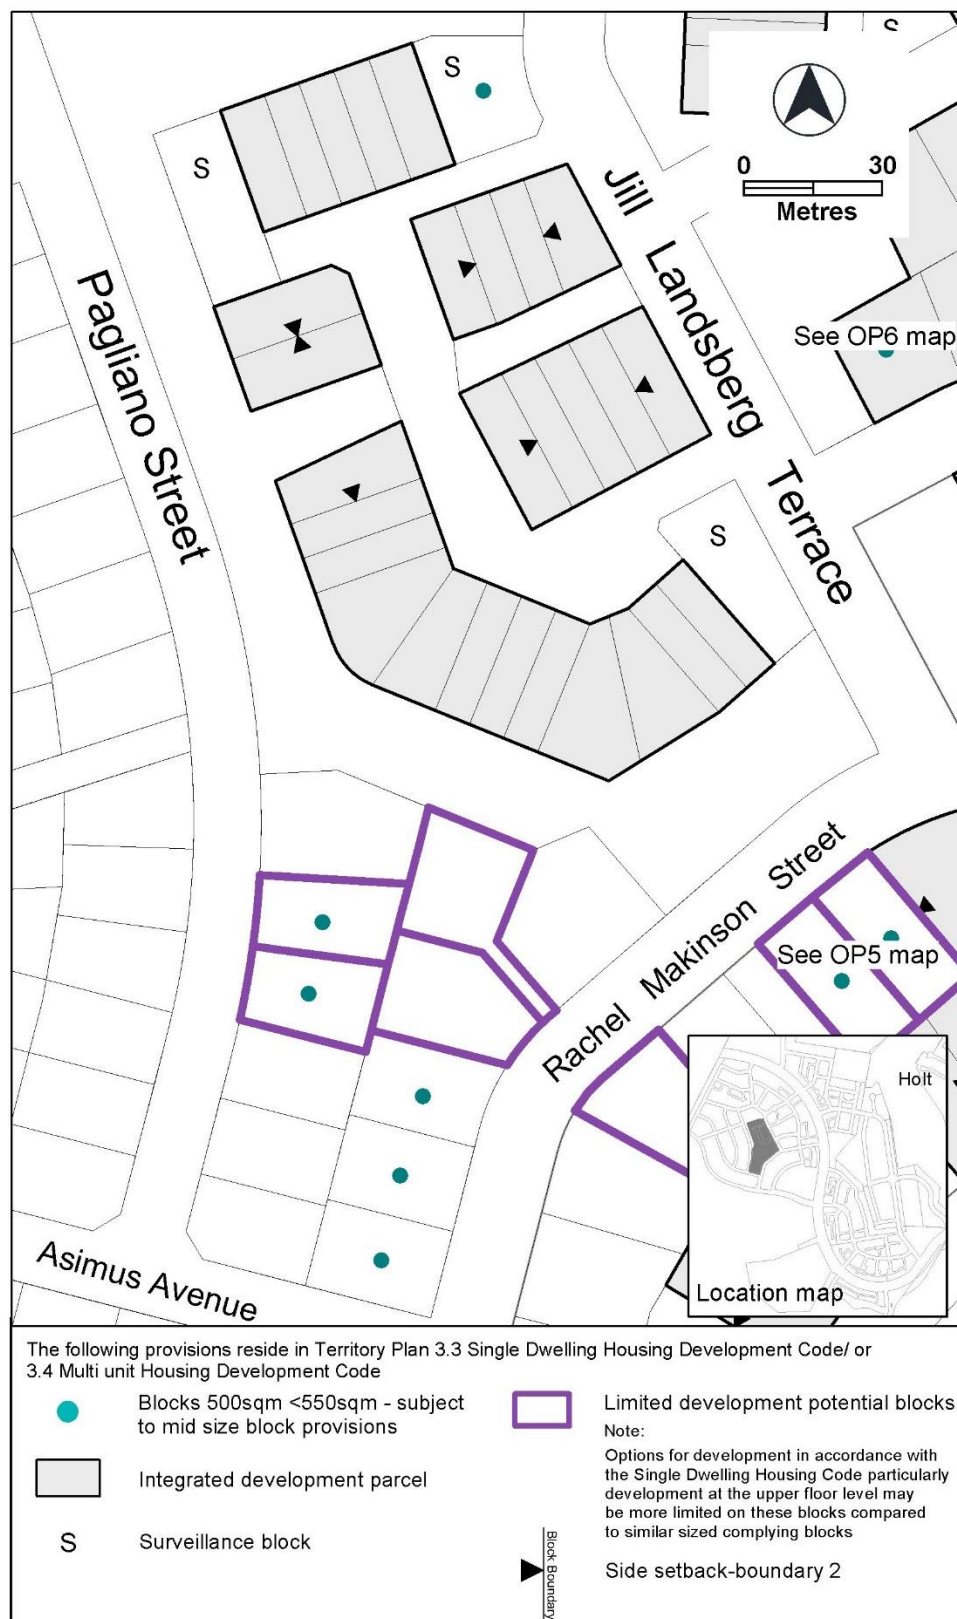 S
S
S
0 30
Metres
Jill Landsberg Terrace
Pagliano Street
See OP6 map
S
Rachel Makinson Street
See OP5 map
Asimus Avenue
Holt
Location map
The following provisions reside in Territory Plan 3.3 Single Dwelling Housing Development Code/ or
3.4 Multi unit Housing Development Code
Blocks 500sqm <550sqm - subject
to mid size block provisions
Integrated development parcel
S Surveillance block
Limited development potential blocks
Note:
Options for development in accordance with
the Single Dwelling Housing Code particularly
development at the upper floor level may
be more limited on these blocks compared
to similar sized complying blocks
Block Boundary
Side setback-boundary 2